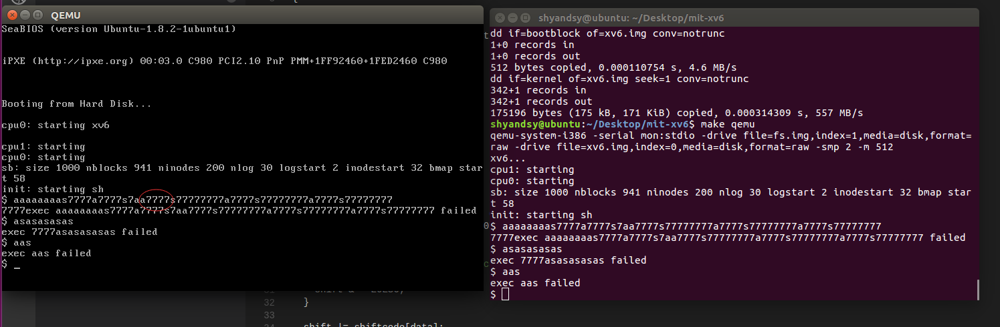 QEMU
SeaBIOS (version Ubuntu-1.8.2-1ubuntu1)
iPXE (http://ipxe.org) 00:03.0 C980 PCI2.10 PnP PMM+1FF92460+1FED2460 C980
Booting from Hard Disk...
cpu0: starting xv6
cpu1: starting
cpu0: starting
sb: size 1000 nblocks 941 ninodes 200 nlog 30 logstart 2 inodestart 32 bmap star
t 58
init: starting sh
$ aaaaaaaas7777a7777s7aa7777s77777777a7777s77777777a7777s77777777
7777exec aaaaaaaas7777a7777s7aa7777s77777777a7777s77777777a7777s77777777 failed
$ asasasasas
exec 7777asasasasas failed
$ aas
exec aas failed
$
shyandsy@ubuntu: ~/Desktop/mit-xv6
dd if=bootblock of=xv6.img conv=notrunc
1+0 records in
1+0 records out
512 bytes copied, 0.000110754 s, 4.6 MB/s
dd if=kernel of=xv6.img seek=1 conv=notrunc
342+1 records in
342+1 records out
175196 bytes (175 kB, 171 KiB) copied, 0.000314309 s, 557 MB/s
shyandsy@ubuntu:~/Desktop/mit-xv6$ make qemu
qemu-system-i386 -serial mon:stdio -drive file=fs.img,index=1,media=disk,format=
raw -drive file=xv6.img,index=0,media=disk,format=raw -smp 2 -m 512
xv6...
cpu1: starting
cpu0: starting
sb: size 1000 nblocks 941 ninodes 200 nlog 30 logstart 2 inodestart 32 bmap star
t 58
init: starting sh
$ aaaaaaaas7777a7777s7aa7777s77777777a7777s77777777a7777s77777777
7777exec aaaaaaaas7777a7777s7aa7777s77777777a7777s77777777a7777s77777777 failed
$ asasasasas
exec 7777asasasasas failed
$ aas
exec aas failed
$
32 }
33
shift |= shiftcode[data];